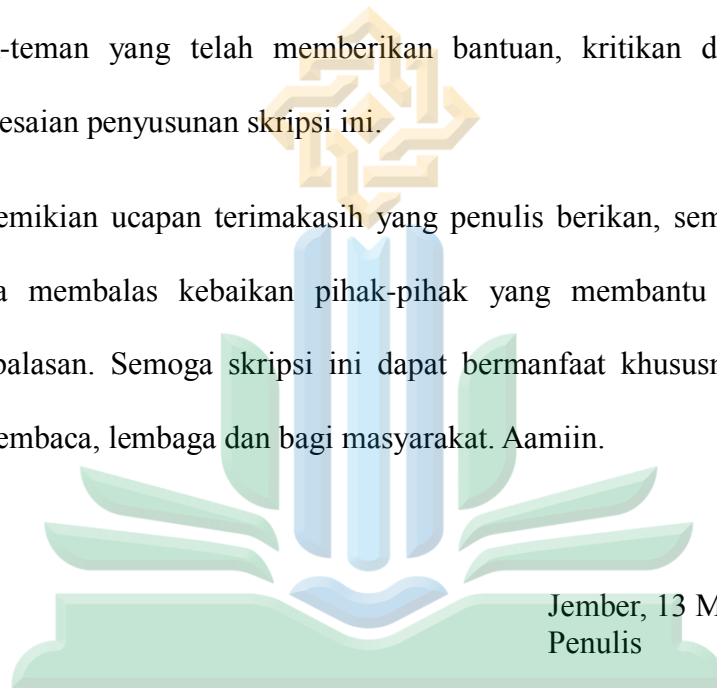 -teman yang telah memberikan bantuan, kritikan d
esaian penyusunan skripsi ini.
emikian ucapan terimakasih yang penulis berikan, sem
a membalas kebaikan pihak-pihak yang membantu
balasan. Semoga skripsi ini dapat bermanfaat khususn
embaca, lembaga dan bagi masyarakat. Aamiin.
Jember, 13 M
Penulis